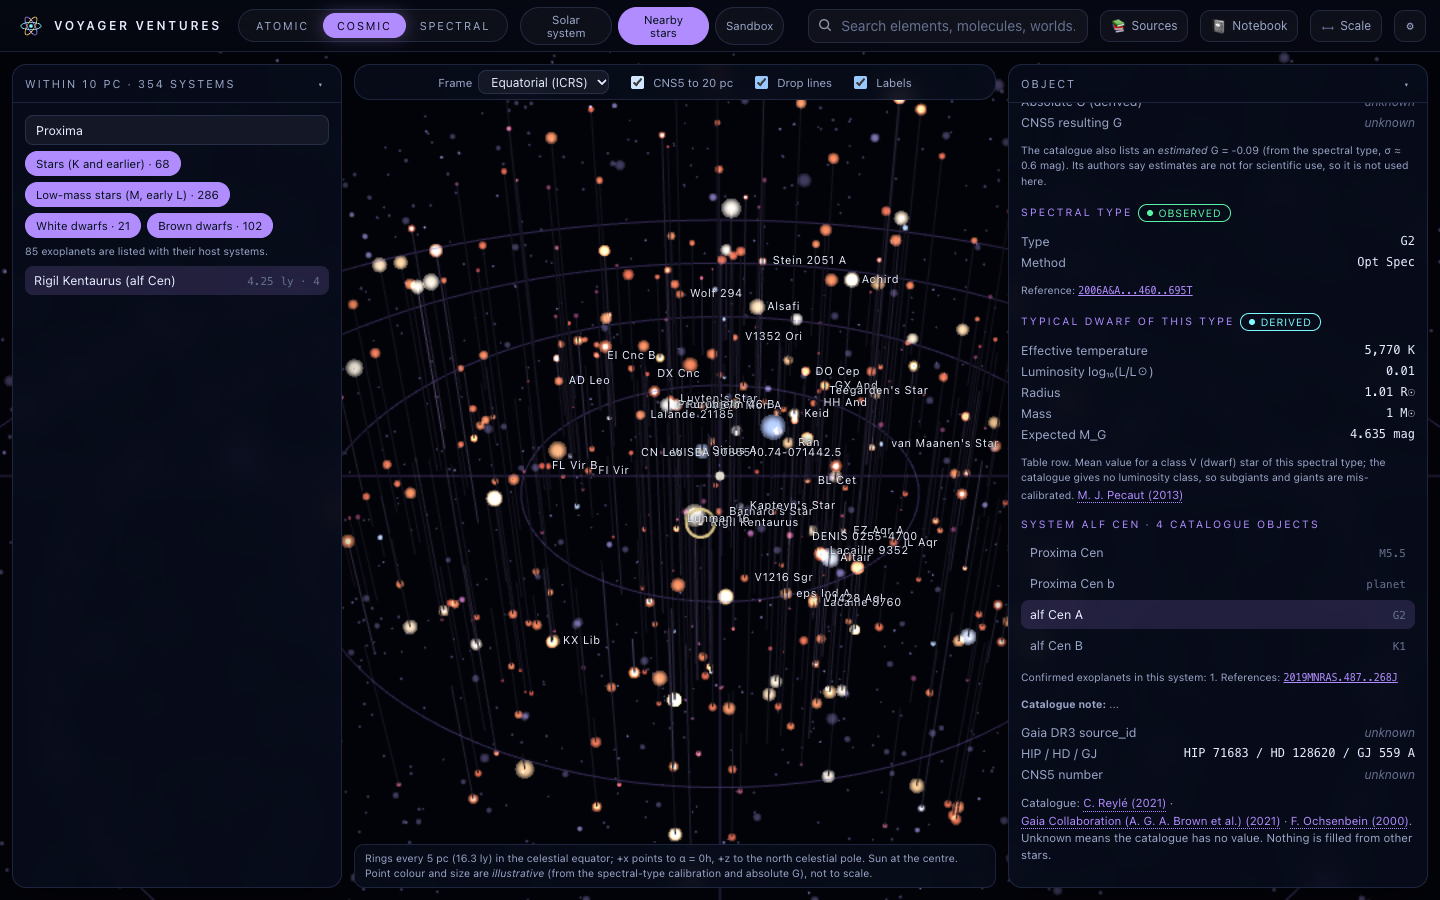 VOYAGER VENTURES
ATOMIC
COSMIC
SPECTRAL
Solar
system
Nearby
stars
Sandbox
Search elements, molecules, worlds.
Sources
Notebook
Scale
WITHIN 10 PC · 354 SYSTEMS
Proxima
Stars (K and earlier) · 68
Low-mass stars (M, early L) · 286
White dwarfs · 21
Brown dwarfs · 102
85 exoplanets are listed with their host systems.
Rigil Kentaurus (alf Cen) 4.25 ly · 4
Frame Equatorial (ICRS)
CNS5 to 20 pc
Drop lines
Labels
Stein 2051 A
Achird
Wolf 294
Alsafi
V1352 Ori
EI Cnc B
DX Cnc
DO Cep
AD Leo
GX And
Teegarden's Star
Luyten's Star
HH And
Lalande 21185
Keid
Ran
van Maanen's Star
CN Leo
Sirius A
FL Vir B
FI Vir
BL Cet
Kapteyn's Star
Barnard's Star
Rigil Kentaurus
EZ Aqr A
DENIS 0255-4700
IL Aqr
Lacaille 9352
Altair
V1216 Sgr
eps Ind A
Lacaille 8760
KX Lib
Rings every 5 pc (16.3 ly) in the celestial equator; +x points to α = 0h, +z to the north celestial pole. Sun at the centre.
Point colour and size are illustrative (from the spectral-type calibration and absolute G), not to scale.
OBJECT
Absolute G (derived) unknown
CNS5 resulting G unknown
The catalogue also lists an estimated G = -0.09 (from the spectral type, σ ≈
0.6 mag). Its authors say estimates are not for scientific use, so it is not used
here.
SPECTRAL TYPE OBSERVED
Type G2
Method Opt Spec
Reference: 2006A&A...460..695T
TYPICAL DWARF OF THIS TYPE DERIVED
Effective temperature 5,770 K
Luminosity log₁₀(L/L☉) 0.01
Radius 1.01 R☉
Mass 1 M☉
Expected M_G 4.635 mag
Table row. Mean value for a class V (dwarf) star of this spectral type; the
catalogue gives no luminosity class, so subgiants and giants are mis-
calibrated. M. J. Pecaut (2013)
SYSTEM ALF CEN · 4 CATALOGUE OBJECTS
Proxima Cen M5.5
Proxima Cen b planet
alf Cen A G2
alf Cen B K1
Confirmed exoplanets in this system: 1. References: 2019MNRAS.487..268J
Catalogue note: ...
Gaia DR3 source_id unknown
HIP / HD / GJ HIP 71683 / HD 128620 / GJ 559 A
CNS5 number unknown
Catalogue: C. Reylé (2021) ·
Gaia Collaboration (A. G. A. Brown et al.) (2021) · F. Ochsenbein (2000).
Unknown means the catalogue has no value. Nothing is filled from other
stars.